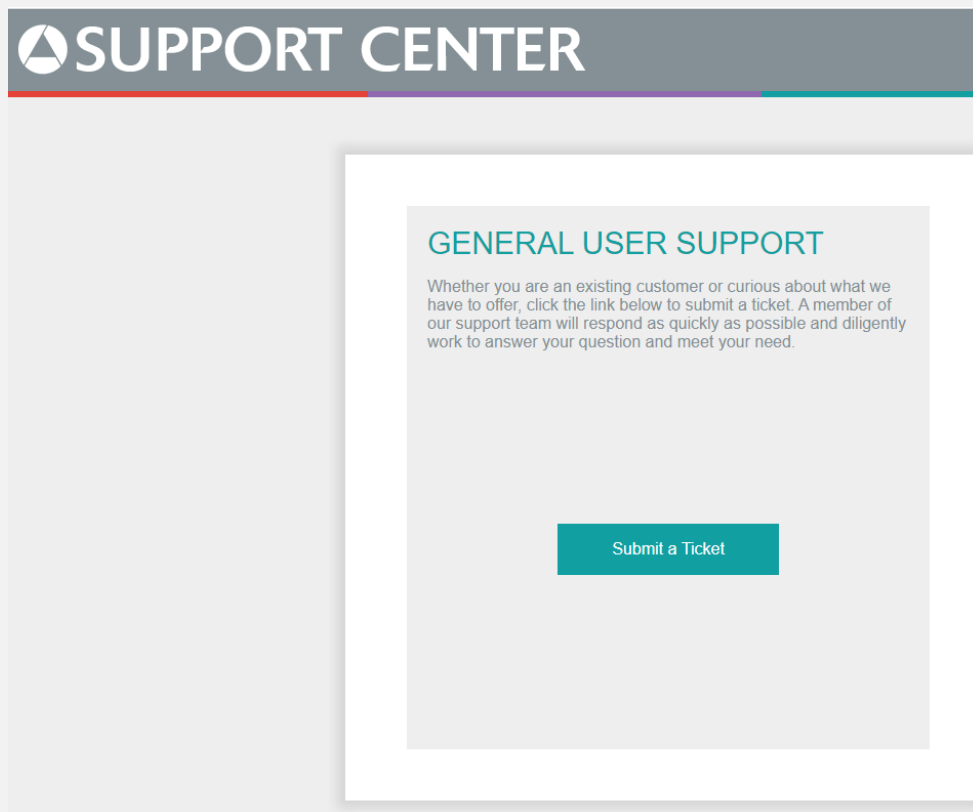 SUPPORT CENTER
GENERAL USER SUPPORT
Whether you are an existing customer or curious about what we
have to offer, click the link below to submit a ticket. A member of
our support team will respond as quickly as possible and diligently
work to answer your question and meet your need.
Submit a Ticket